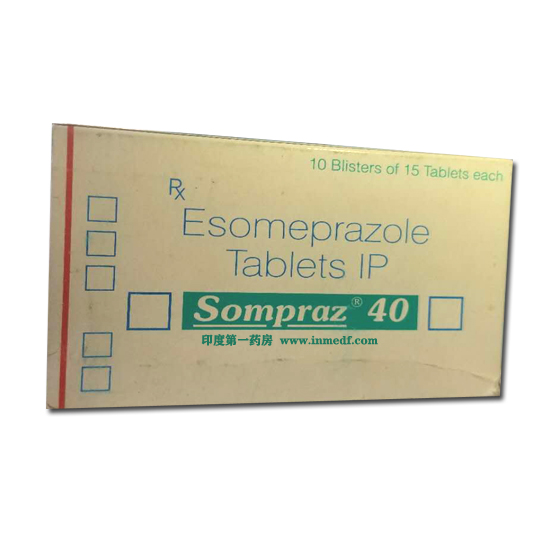 10 Blisters of 15 Tablets each
Rx
Esomeprazole
Tablets IP
Sompraz® 40
印度第一药房 www.inmedf.com